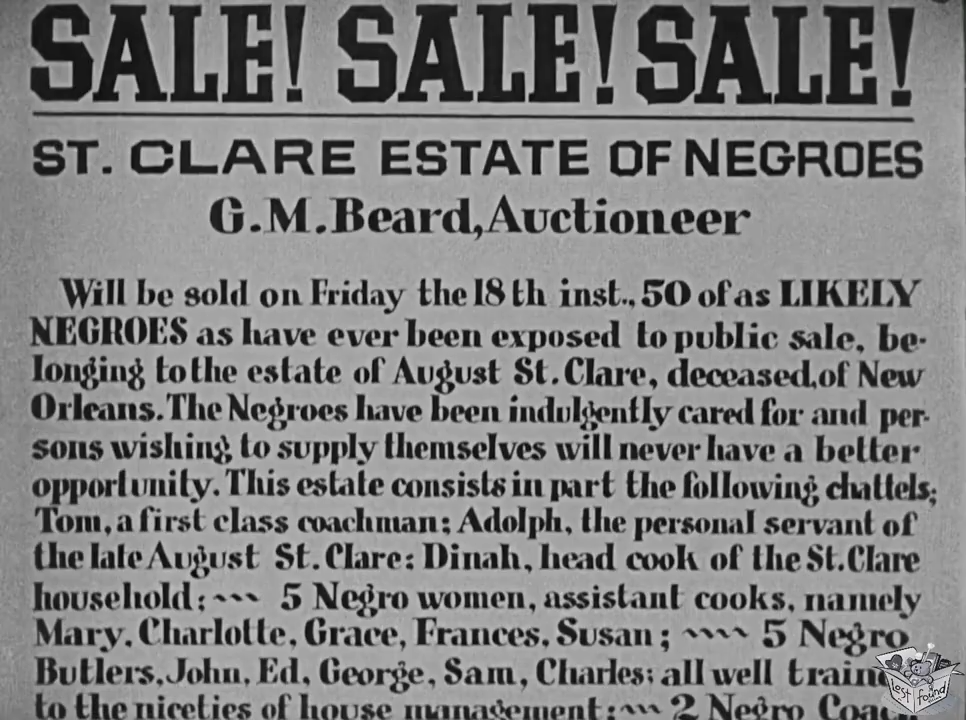 SALE! SALE! SALE!
ST. CLARE ESTATE OF NEGROES
G.M.Beard,Auctioneer
Will be sold on Friday the 18 th inst., 50 of as LIKELY
NEGROES as have ever been exposed to public sale, be-
longing to the estate of August St. Clare, deceased,of New
Orleans.The Negroes have been indulgently cared for and per-
sons wishing to supply themselves will never have a better
opportunity. This estate consists in part the following chattels;
Tom, a first class coachman; Adolph, the personal servant of
the late August St. Clare; Dinah, head cook of the St.Clare
household; ~~~ 5 Negro women, assistant cooks, namely
Mary, Charlotte, Grace, Frances, Susan; ~~~~ 5 Negro
Butlers, John, Ed, George, Sam, Charles; all well
to the niceties of house management; ~~~ 2 Negro
lost found